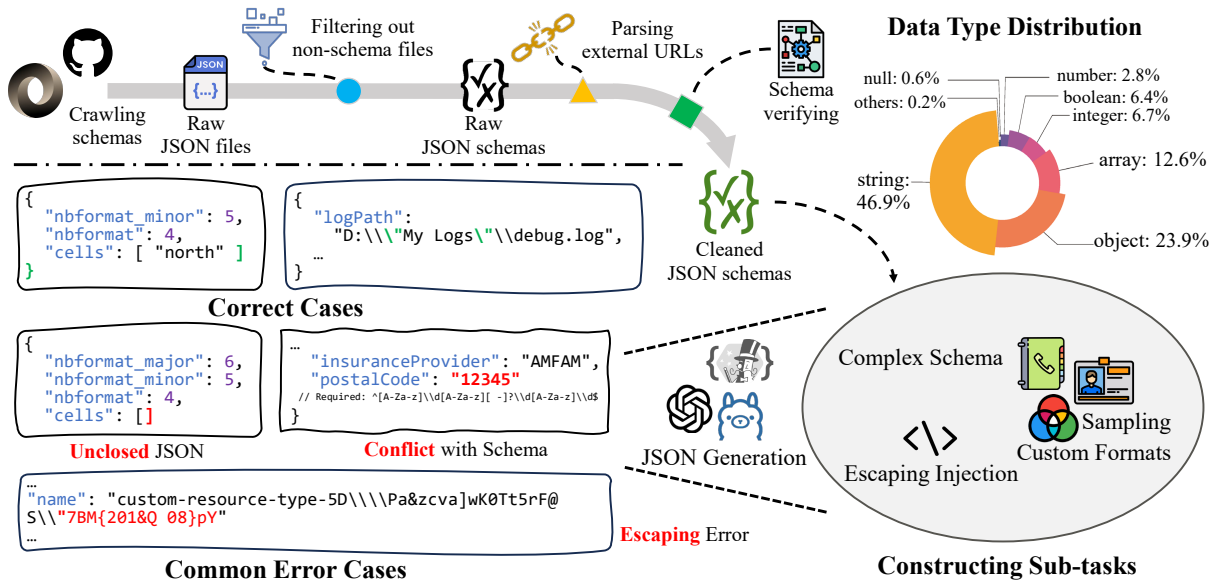 Filtering out
non-schema files
Parsing
external URLs
Data Type Distribution
JSON
{...}
Crawling
schemas
Raw
JSON files
Raw
JSON schemas
Schema
verifying
null: 0.6%
others: 0.2%
number: 2.8%
boolean: 6.4%
integer: 6.7%
array: 12.6%
string:
46.9%
object: 23.9%
Cleaned
JSON schemas
{
"nbformat_minor": 5,
"nbformat": 4,
"cells": [ "north" ]
}
{
"logPath":
"D:\\\"My Logs\"\\debug.log",
…
}
Correct Cases
{
"nbformat_major": 6,
"nbformat_minor": 5,
"nbformat": 4,
"cells": []
Unclosed JSON
…
"insuranceProvider": "AMFAM",
"postalCode": "12345"
// Required: ^[A-Za-z]\\d[A-Za-z][ -]?\\d[A-Za-z]\\d$
}
Conflict with Schema
…
"name": "custom-resource-type-5D\\\\Pa&zcva]wK0Tt5rF@
S\\"7BM{201&Q 08}pY"
…
Escaping Error
Common Error Cases
JSON Generation
Complex Schema
Sampling
Custom Formats
</>
Escaping Injection
Constructing Sub-tasks